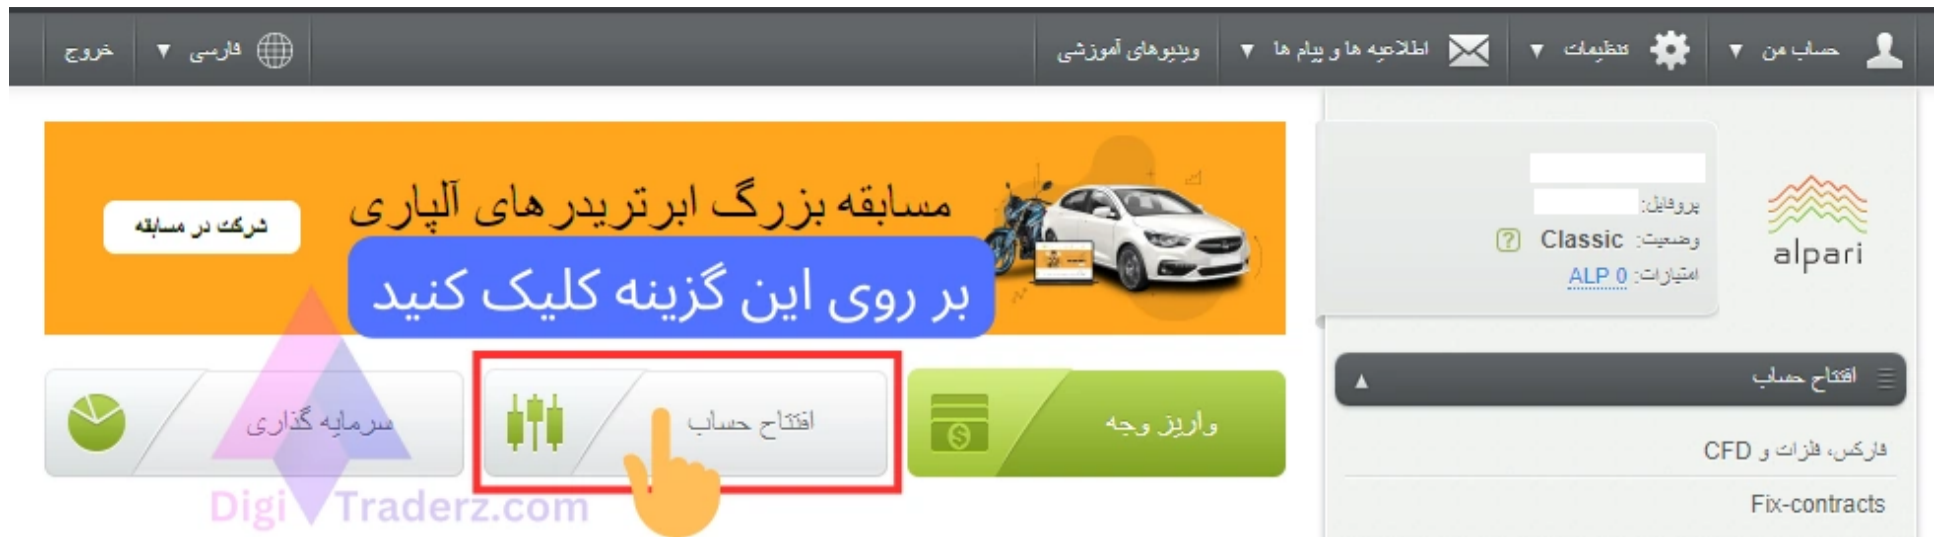 حساب من ▼ تنظیمات ▼ اطلاعیه ها و پیام ها ▼ ویدیوهای آموزشی فارسی ▼ خروج
alpari
پروفایل:
وضعیت: Classic ?
امتیازات: ALP 0
مسابقه بزرگ ابرتریدرهای آلپاری
شرکت در مسابقه
بر روی این گزینه کلیک کنید
افتتاح حساب ▲
فارکس، فلزات و CFD
Fix-contracts
واریز وجه
افتتاح حساب
سرمایه گذاری
DigiTraderz.com